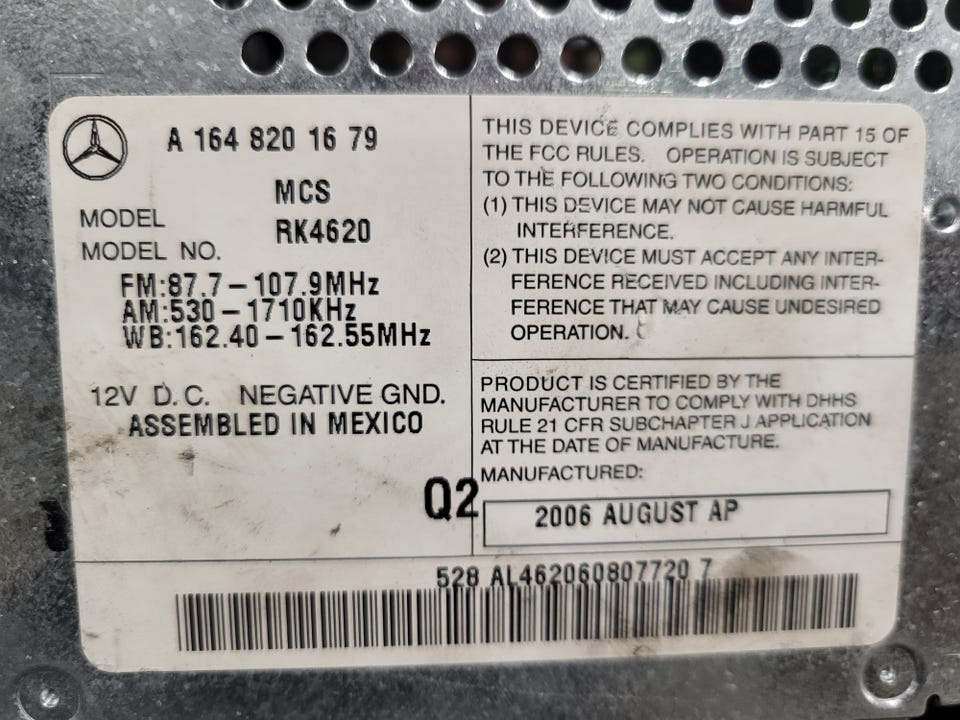 A 164 820 16 79
MODEL MCS
MODEL NO. RK4620
FM:87.7-107.9MHz
AM:530-1710KHz
WB:162.40-162.55MHz
12V D.C. NEGATIVE GND.
ASSEMBLED IN MEXICO
Q2
THIS DEVICE COMPLIES WITH PART 15 OF
THE FCC RULES. OPERATION IS SUBJECT
TO THE FOLLOWING TWO CONDITIONS:
(1) THIS DEVICE MAY NOT CAUSE HARMFUL
INTERFERENCE.
(2) THIS DEVICE MUST ACCEPT ANY INTER-
FERENCE RECEIVED INCLUDING INTER-
FERENCE THAT MAY CAUSE UNDESIRED
OPERATION.
PRODUCT IS CERTIFIED BY THE
MANUFACTURER TO COMPLY WITH DHHS
RULE 21 CFR SUBCHAPTER J APPLICATION
AT THE DATE OF MANUFACTURE.
MANUFACTURED:
2006 AUGUST AP
528 AL462060807720 7